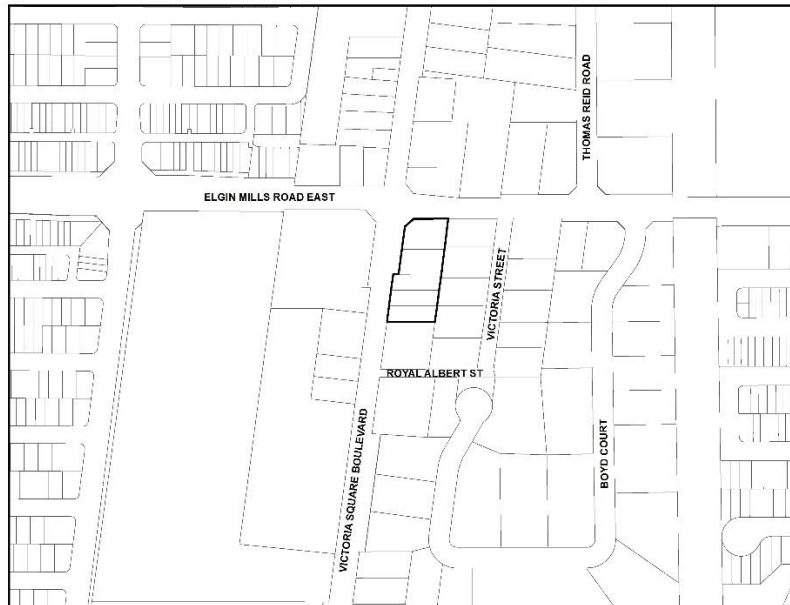 THOMAS REID ROAD
ELGIN MILLS ROAD EAST
VICTORIA STREET
ROYAL ALBERT ST
VICTORIA SQUARE BOULEVARD
BOYD COURT